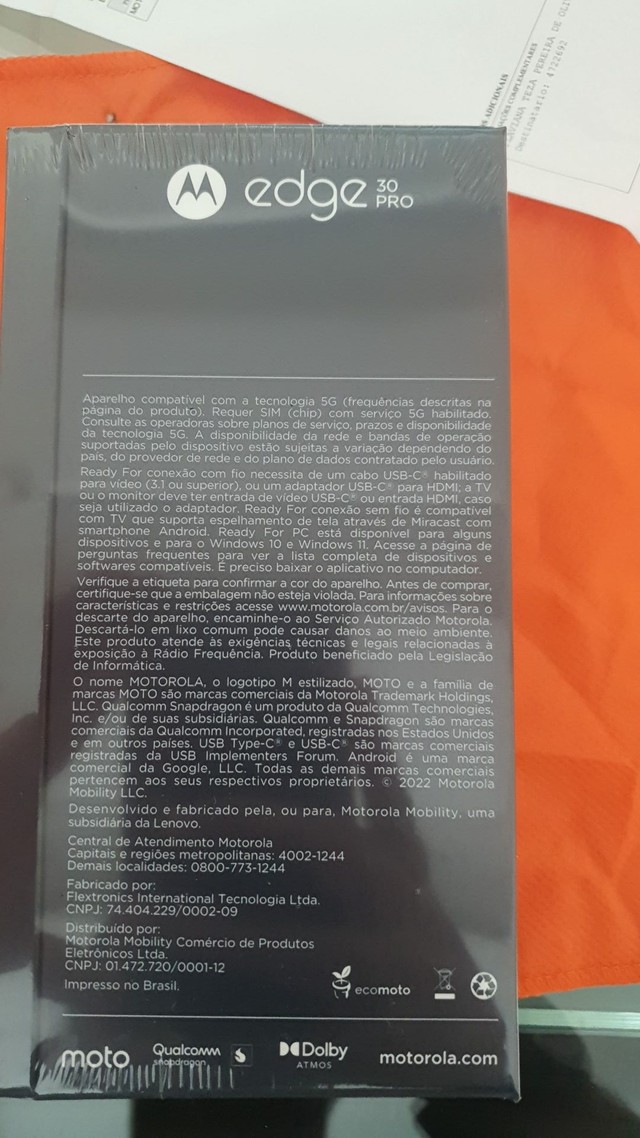 MOT
S ADICIONAIS
ÇÕES COMPLEMENTARES
TEZA PEREIRA DE OLI
Destinatario: 4722692
edge 30 PRO
Aparelho compatível com a tecnologia 5G (frequências descritas na
página do produto). Requer SIM (chip) com serviço 5G habilitado.
Consulte as operadoras sobre planos de serviço, prazos e disponibilidade
da tecnologia 5G. A disponibilidade da rede e bandas de operação
suportadas pelo dispositivo estão sujeitas a variação dependendo do
país, do provedor de rede e do plano de dados contratado pelo usuário.
Ready For conexão com fio necessita de um cabo USB-C® habilitado
para vídeo (3.1 ou superior), ou um adaptador USB-C® para HDMI; a TV
ou o monitor deve ter entrada de vídeo USB-C® ou entrada HDMI, caso
seja utilizado o adaptador. Ready For conexão sem fio é compatível
com TV que suporta espelhamento de tela através de Miracast com
smartphone Android. Ready For PC está disponível para alguns
dispositivos e para o Windows 10 e Windows 11. Acesse a página de
perguntas frequentes para ver a lista completa de dispositivos e
softwares compatíveis. É preciso baixar o aplicativo no computador.
Verifique a etiqueta para confirmar a cor do aparelho. Antes de comprar,
certifique-se que a embalagem não esteja violada. Para informações sobre
características e restrições acesse www.motorola.com.br/avisos. Para o
descarte do aparelho, encaminhe-o ao Serviço Autorizado Motorola.
Descartá-lo em lixo comum pode causar danos ao meio ambiente.
Este produto atende às exigências técnicas e legais relacionadas à
exposição à Rádio Frequência. Produto beneficiado pela Legislação
de Informática.
O nome MOTOROLA, o logotipo M estilizado, MOTO e a família de
marcas MOTO são marcas comerciais da Motorola Trademark Holdings,
LLC. Qualcomm Snapdragon é um produto da Qualcomm Technologies,
Inc. e/ou de suas subsidiárias. Qualcomm e Snapdragon são marcas
comerciais da Qualcomm Incorporated, registradas nos Estados Unidos
e em outros países. USB Type-C® e USB-C® são marcas comerciais
registradas da USB Implementers Forum. Android é uma marca
comercial da Google, LLC. Todas as demais marcas comerciais
pertencem aos seus respectivos proprietários. © 2022 Motorola
Mobility LLC.
Desenvolvido e fabricado pela, ou para, Motorola Mobility, uma
subsidiária da Lenovo.
Central de Atendimento Motorola
Capitais e regiões metropolitanas: 4002-1244
Demais localidades: 0800-773-1244
Fabricado por:
Flextronics International Tecnologia Ltda.
CNPJ: 74.404.229/0002-09
Distribuído por:
Motorola Mobility Comércio de Produtos
Eletrônicos Ltda.
CNPJ: 01.472.720/0001-12
Impresso no Brasil.
ecomoto
moto Qualcomm snapdragon Dolby ATMOS motorola.com